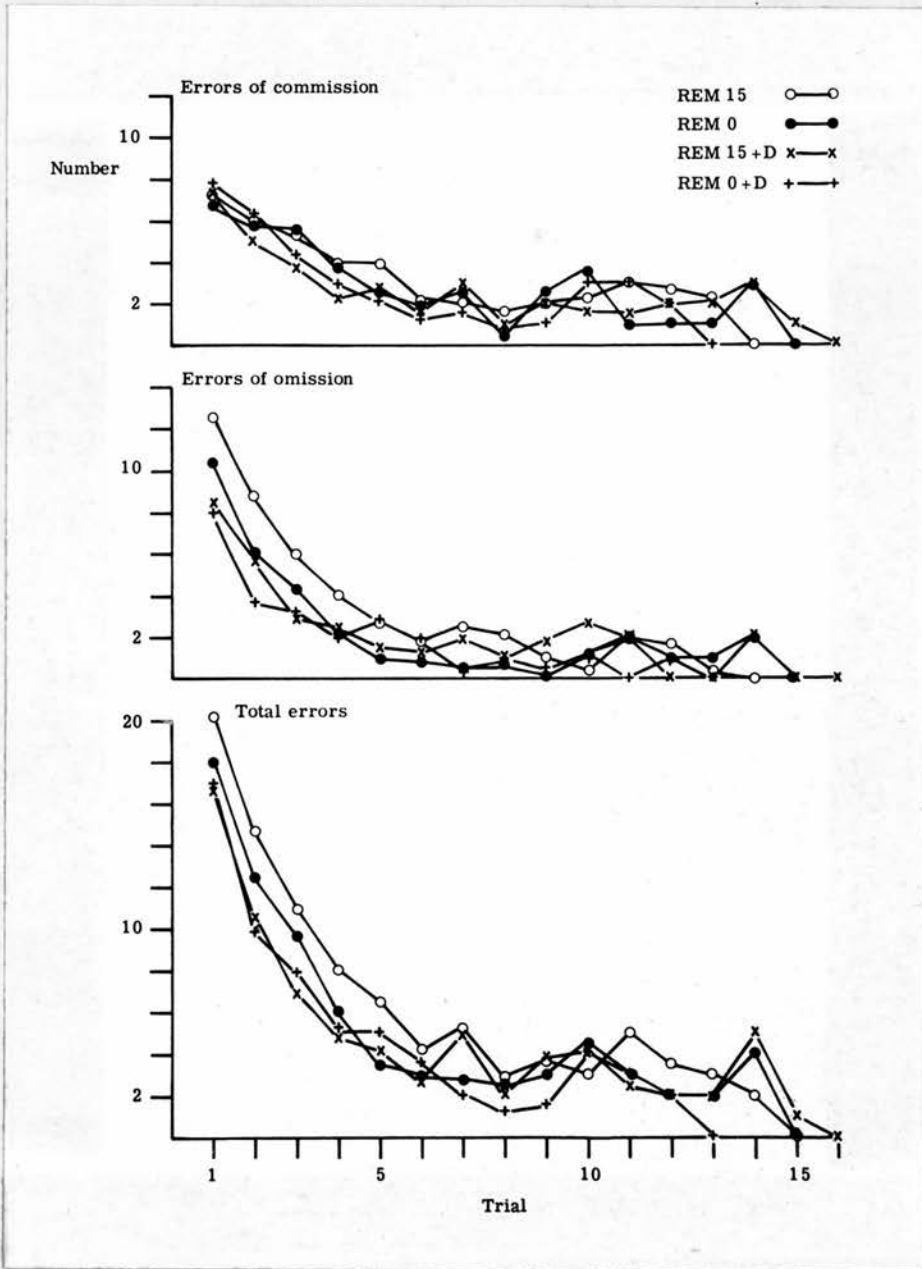 Errors of commission
REM 15
REM 0
REM 15 +D
REM 0 +D
Number
10
2
Errors of omission
10
2
Total errors
20
10
2
1 5 10 15
Trial